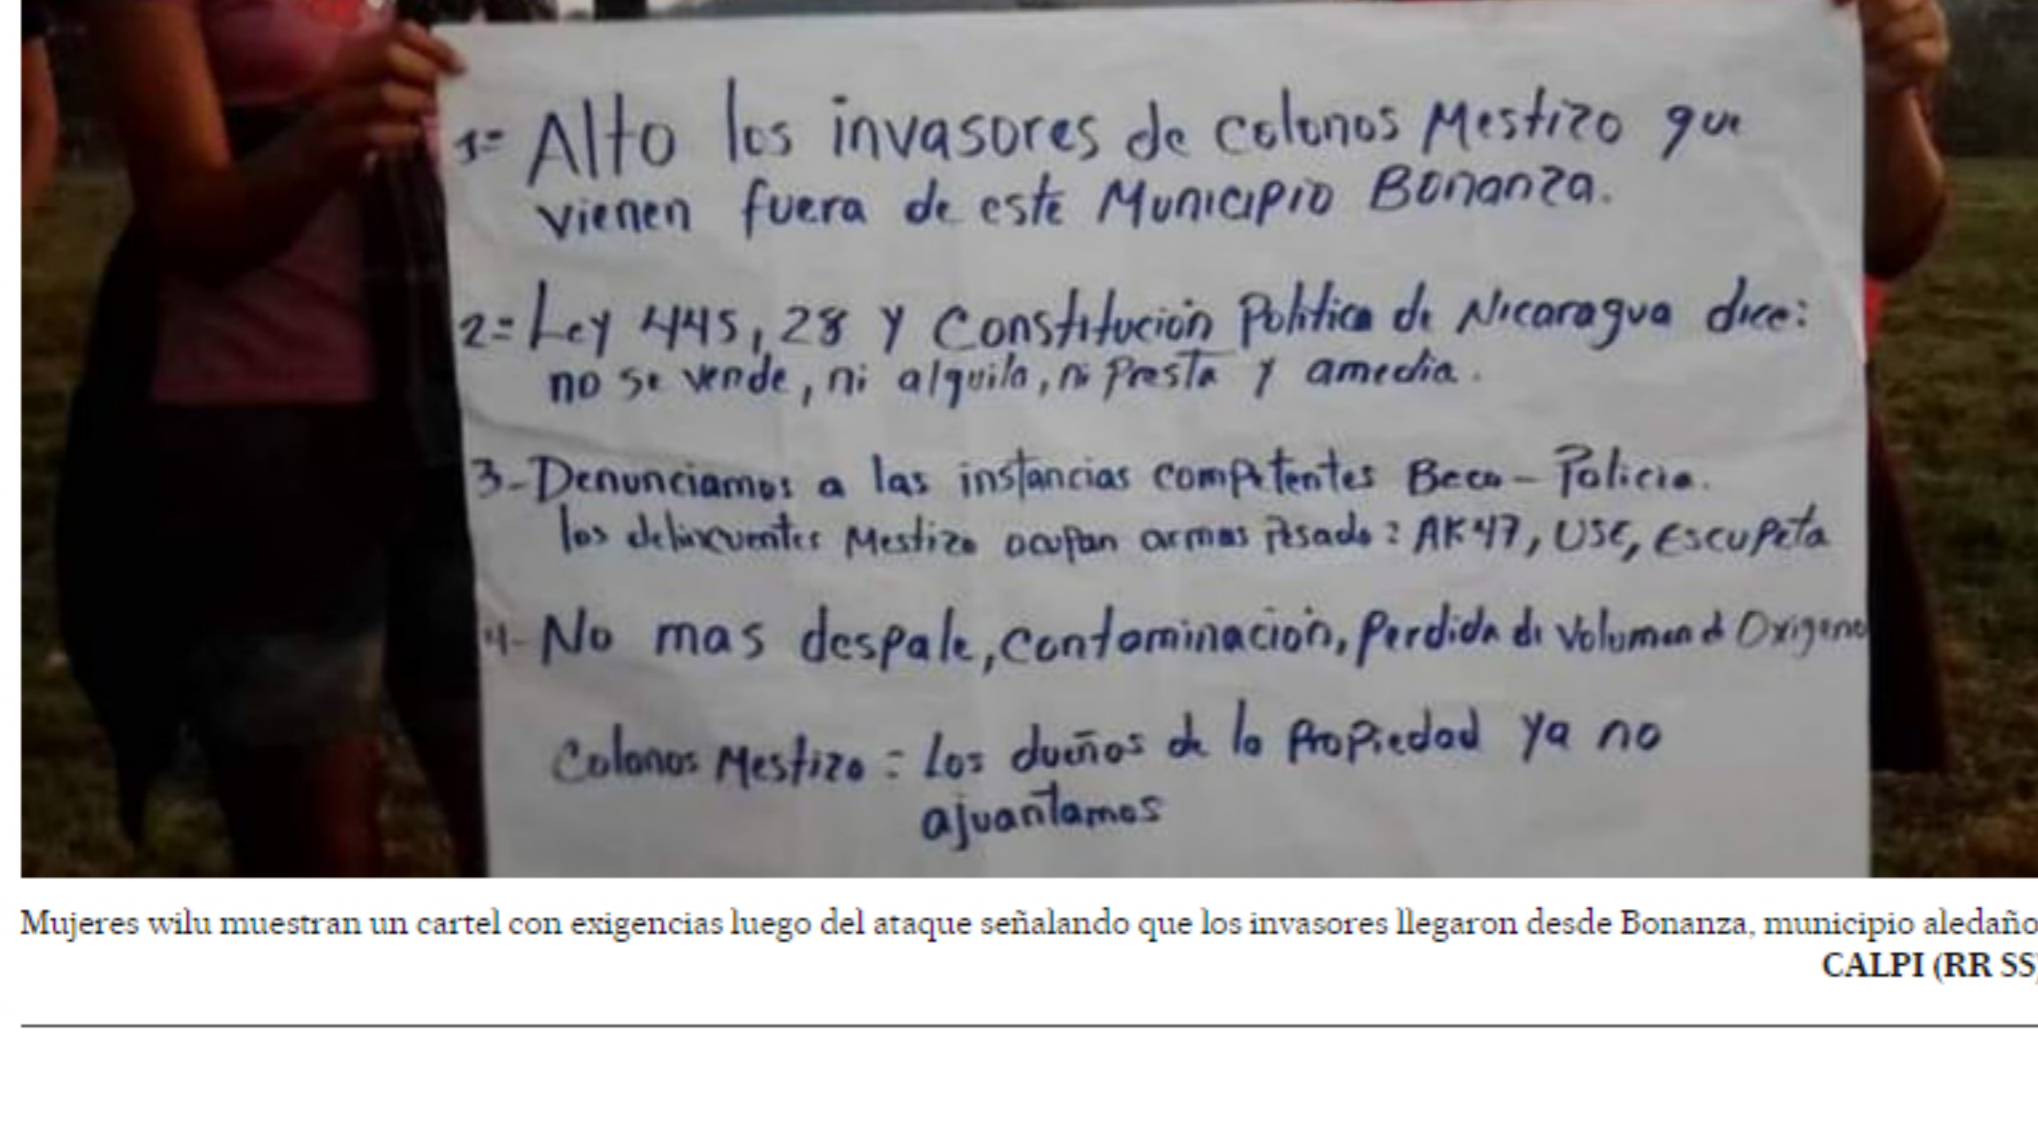 1= Alto los invasores de colonos Mestizo que
vienen fuera de este Municipio Bonanza.
2= Ley 445, 28 y Constitución Política de Nicaragua dice:
no se vende, ni alquila, ni Presta y amedia.
3- Denunciamos a las instancias competentes Beco - Policia.
los delincuentes Mestizo ocupan armas Pesado: AK47, USE, Escupeta
4- No mas despale, contaminación, Perdida de Volumen d Oxigeno
Colonos Mestizo = Los dueños de la Propiedad ya no
ajuantamos
Mujeres wilu muestran un cartel con exigencias luego del ataque señalando que los invasores llegaron desde Bonanza, municipio aledaño
CALPI (RR SS)